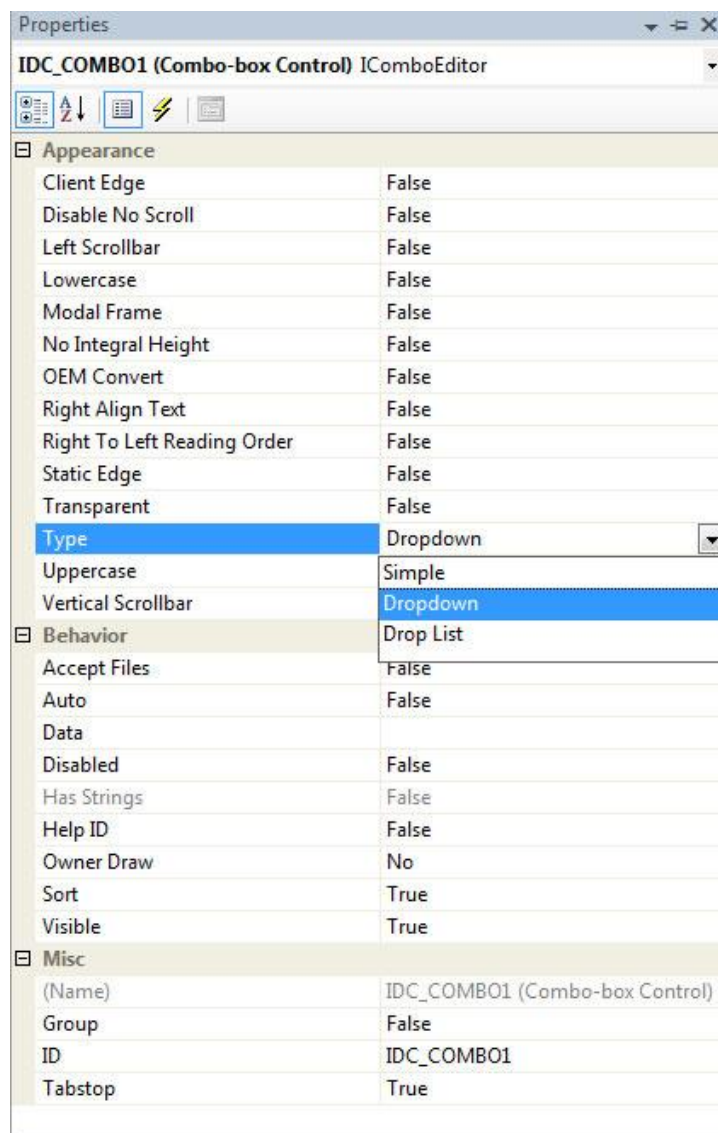 Properties
IDC_COMBO1 (Combo-box Control) IComboEditor
Appearance
Client Edge False
Disable No Scroll False
Left Scrollbar False
Lowercase False
Modal Frame False
No Integral Height False
OEM Convert False
Right Align Text False
Right To Left Reading Order False
Static Edge False
Transparent False
Type Dropdown
Uppercase Simple
Vertical Scrollbar Dropdown
Behavior Drop List
Accept Files False
Auto False
Data
Disabled False
Has Strings False
Help ID False
Owner Draw No
Sort True
Visible True
Misc
(Name) IDC_COMBO1 (Combo-box Control)
Group False
ID IDC_COMBO1
Tabstop True